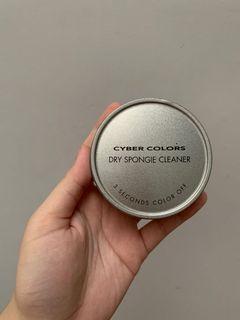 CYBER COLORS
DRY SPONGIE CLEANER
3 SECONDS COLOR OFF